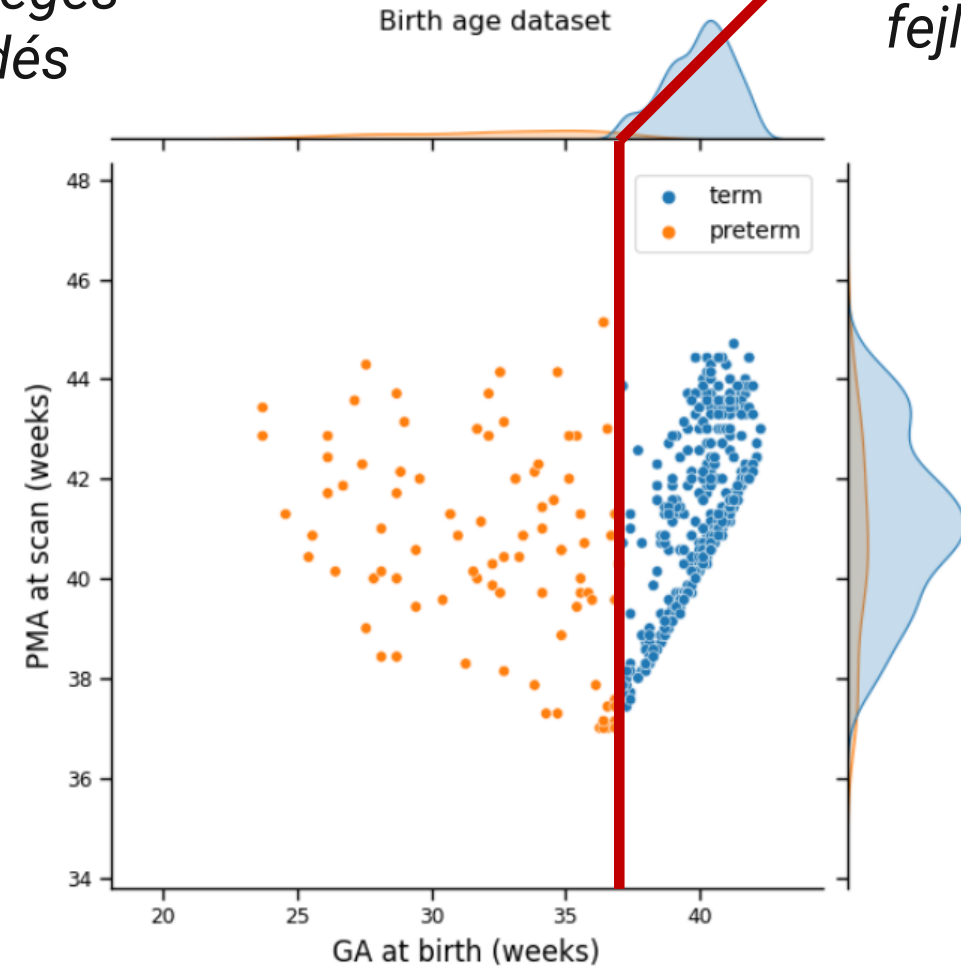 Birth age dataset
48
46
44
42
40
38
36
34
PMA at scan (weeks)
term
preterm
20 25 30 35 40
GA at birth (weeks)